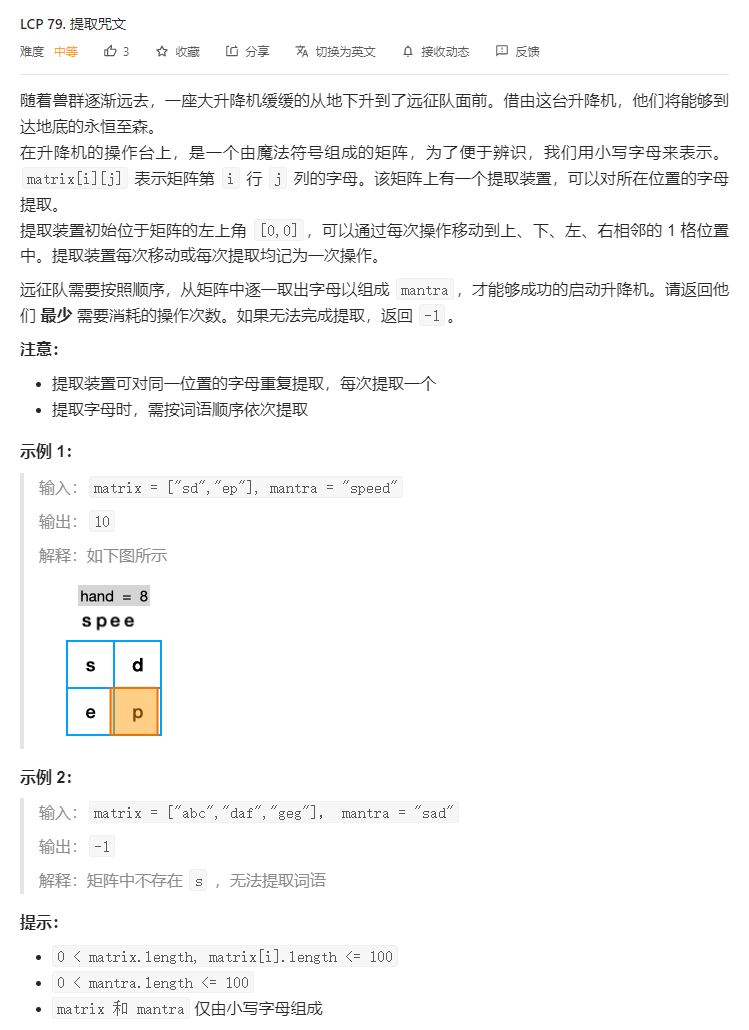 LCP 79. 提取咒文
难度 中等 3 收藏 分享 切换为英文 接收动态 反馈
随着兽群逐渐远去，一座大升降机缓缓的从地下升到了远征队面前。借由这台升降机，他们将能够到
达地底的永恒至森。
在升降机的操作台上，是一个由魔法符号组成的矩阵，为了便于辨识，我们用小写字母来表示。
matrix[i][j] 表示矩阵第 i 行 j 列的字母。该矩阵上有一个提取装置，可以对所在位置的字母
提取。
提取装置初始位于矩阵的左上角 [0,0]，可以通过每次操作移动到上、下、左、右相邻的 1 格位置
中。提取装置每次移动或每次提取均记为一次操作。
远征队需要按照顺序，从矩阵中逐一取出字母以组成 mantra，才能够成功的启动升降机。请返回他
们 最少 需要消耗的操作次数。如果无法完成提取，返回 -1。
注意：
• 提取装置可对同一位置的字母重复提取，每次提取一个
• 提取字母时，需按词语顺序依次提取
示例 1：
输入： matrix = ["sd","ep"], mantra = "speed"
输出： 10
解释：如下图所示
hand = 8
s p e e
s d
e p
示例 2：
输入： matrix = ["abc","daf","geg"]， mantra = "sad"
输出： -1
解释：矩阵中不存在 s ，无法提取词语
提示：
• 0 < matrix.length, matrix[i].length <= 100
• 0 < mantra.length <= 100
• matrix 和 mantra 仅由小写字母组成